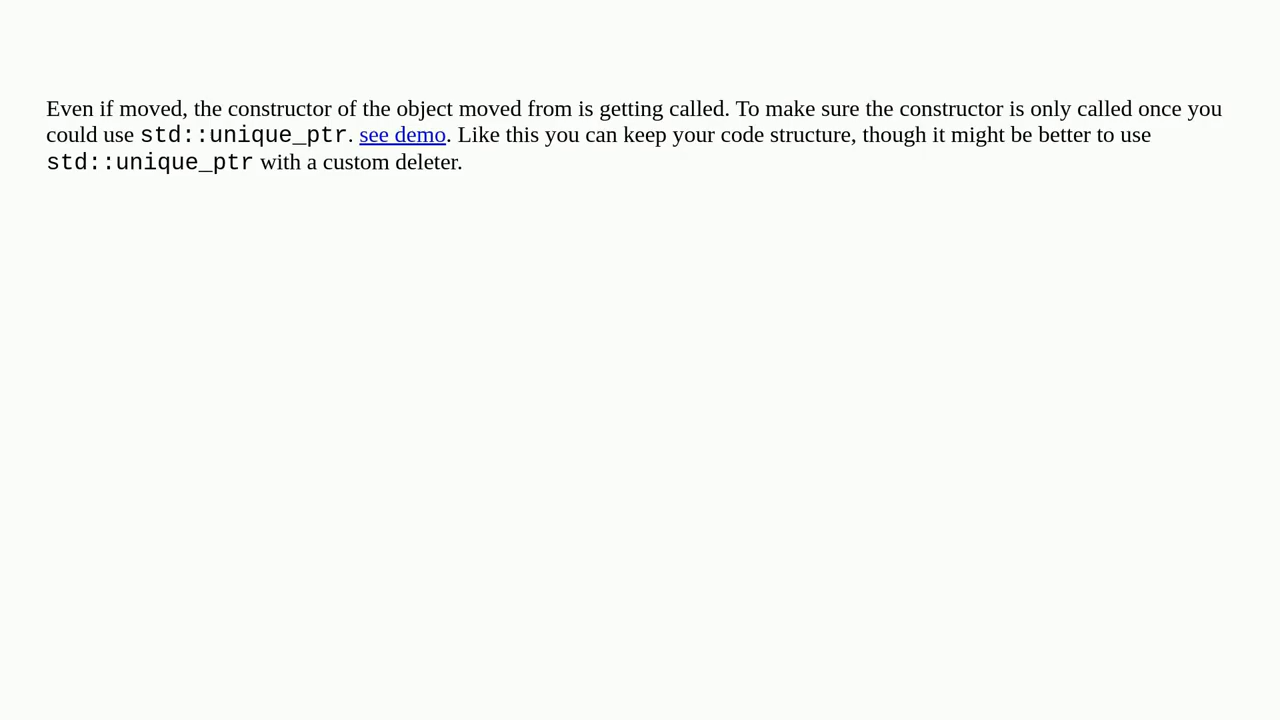 Even if moved, the constructor of the object moved from is getting called. To make sure the constructor is only called once you
could use std::unique_ptr. see demo. Like this you can keep your code structure, though it might be better to use
std::unique_ptr with a custom deleter.